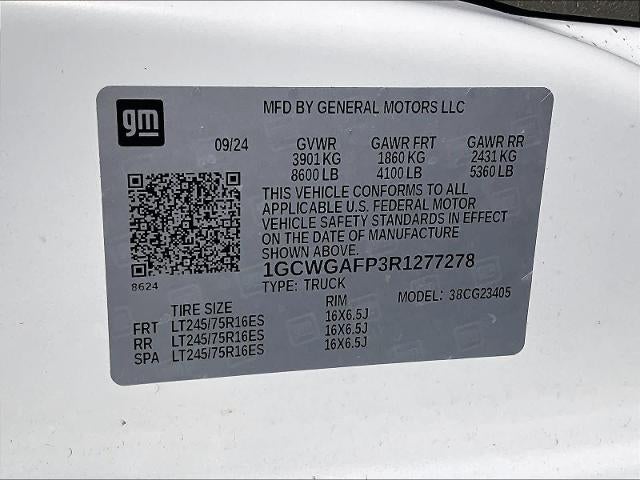 gm
MFD BY GENERAL MOTORS LLC
09/24 GVWR GAWR FRT GAWR RR
3901 KG 1860 KG 2431 KG
8600 LB 4100 LB 5360 LB
THIS VEHICLE CONFORMS TO ALL
APPLICABLE U.S. FEDERAL MOTOR
VEHICLE SAFETY STANDARDS IN EFFECT
ON THE DATE OF MANUFACTURE
SHOWN ABOVE.
1GCWGAFP3R1277278
8624
TYPE: TRUCK MODEL: 38CG23405
TIRE SIZE RIM
FRT LT245/75R16ES 16X6.5J
RR LT245/75R16ES 16X6.5J
SPA LT245/75R16ES 16X6.5J